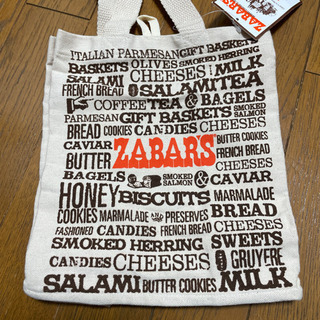 ZABAR'S
ITALIAN PARMESAN GIFT BASKETS
BASKETS OLIVES SMOKED HERRING
SALAMI CHEESES MILK
FRENCH BREAD SALAMI TEA
COFFEE TEA & BAGELS
PARMESAN GIFT BASKETS SMOKED SALMON
BREAD COOKIES CANDIES CHEESES
CAVIAR ZABAR'S BUTTER COOKIES
BUTTER FRENCH BREAD
BAGELS SMOKED SALMON & CAVIAR
HONEY BISCUITS MARMALADE
COOKIES MARMALADE PRESERVES BREAD
FASHIONED CANDIES FRENCH BREAD COFFEE
SMOKED HERRING SWEETS
CANDIES CHEESES GRUYERE
SALAMI BUTTER COOKIES MILK